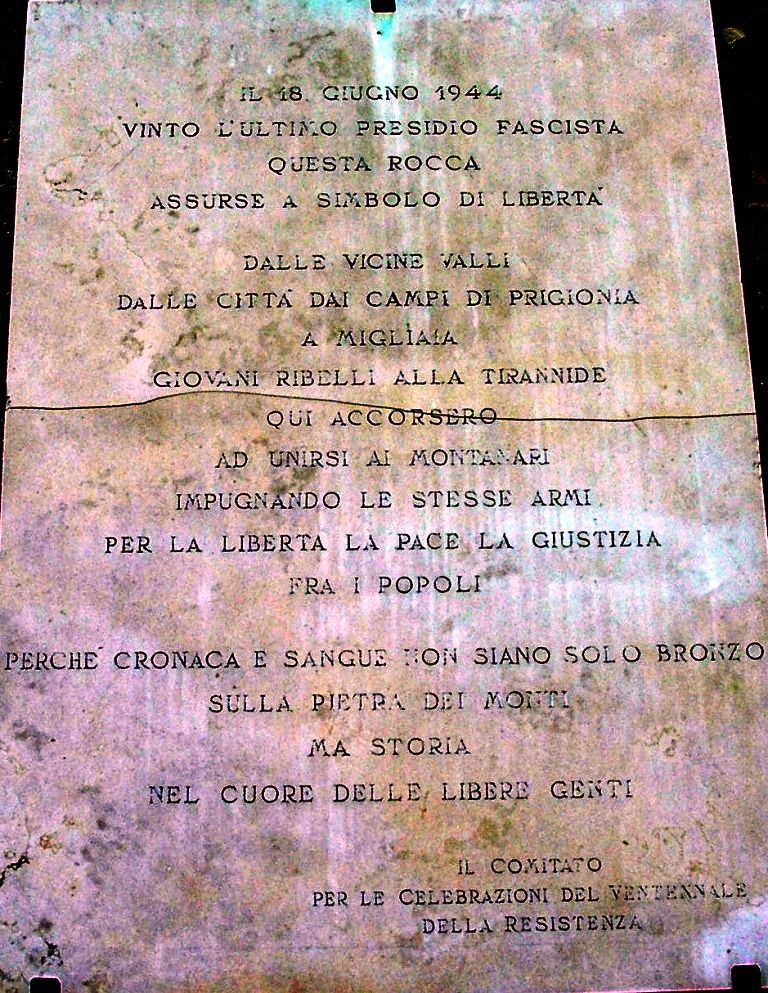 IL 18 GIUGNO 1944
VINTO L'ULTIMO PRESIDIO FASCISTA
QUESTA ROCCA
ASSURSE A SIMBOLO DI LIBERTA'
DALLE VICINE VALLI
DALLE CITTA' DAI CAMPI DI PRIGIONIA
A MIGLIAIA
GIOVANI RIBELLI ALLA TIRANNIDE
QUI ACCORSERO
AD UNIRSI AI MONTANARI
IMPUGNANDO LE STESSE ARMI
PER LA LIBERTA LA PACE LA GIUSTIZIA
FRA I POPOLI
PERCHE' CRONACA E SANGUE NON SIANO SOLO BRONZO
SULLA PIETRA DEI MONTI
MA STORIA
NEL CUORE DELLE LIBERE GENTI
IL COMITATO
PER LE CELEBRAZIONI DEL VENTENNALE
DELLA RESISTENZA